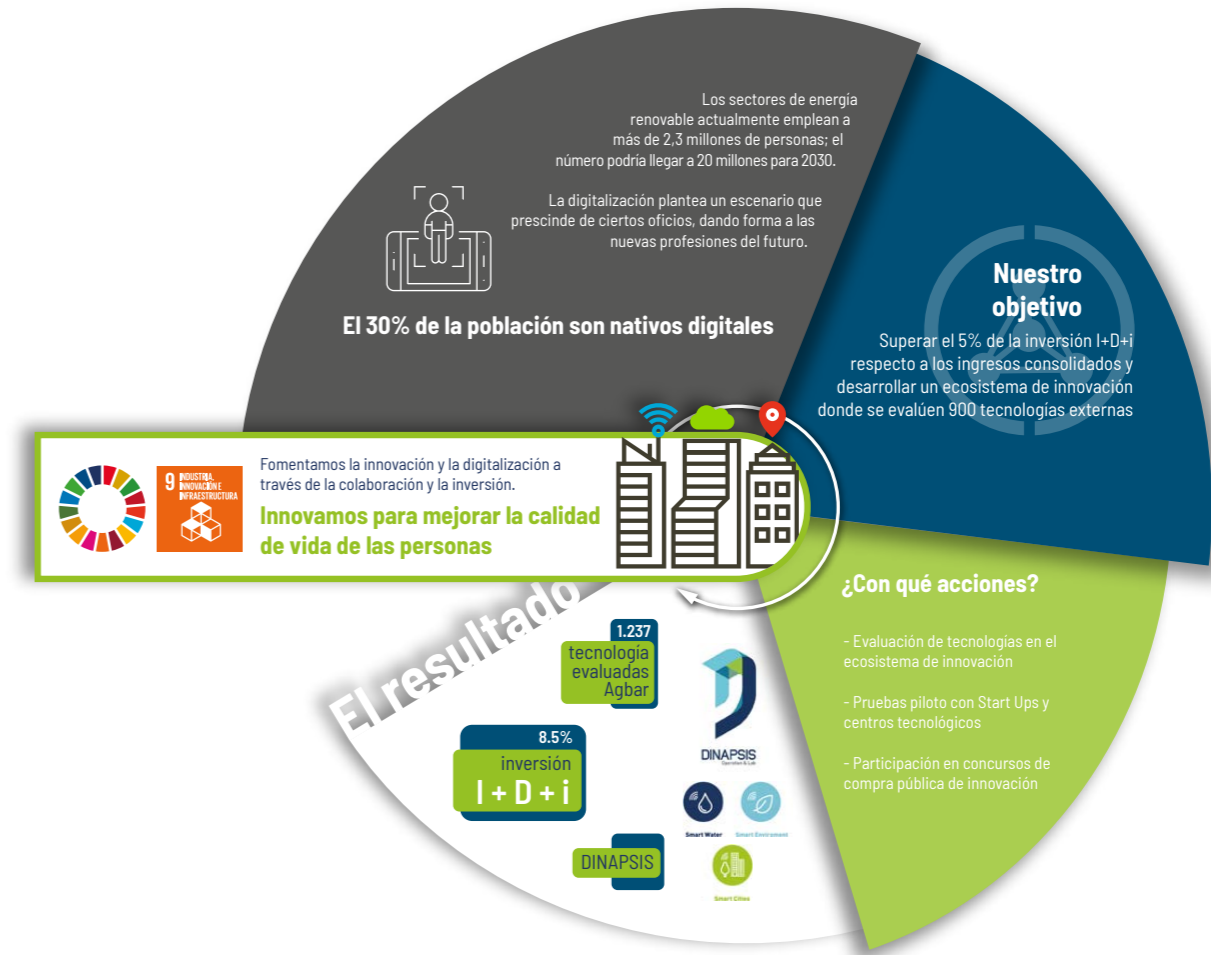 Los sectores de energía
renovable actualmente emplean a
más de 2,3 millones de personas; el
número podría llegar a 20 millones para 2030.
La digitalización plantea un escenario que
prescinde de ciertos oficios, dando forma a las
nuevas profesiones del futuro.
El 30% de la población son nativos digitales
Nuestro
objetivo
Superar el 5% de la inversión I+D+i
respecto a los ingresos consolidados y
desarrollar un ecosistema de innovación
donde se evalúen 900 tecnologías externas
9 INDUSTRIA,
INNOVACIÓN E
INFRAESTRUCTURA
Fomentamos la innovación y la digitalización a
través de la colaboración y la inversión.
Innovamos para mejorar la calidad
de vida de las personas
¿Con qué acciones?
- Evaluación de tecnologías en el
ecosistema de innovación
- Pruebas piloto con Start Ups y
centros tecnológicos
- Participación en concursos de
compra pública de innovación
El resultado
1.237
tecnología
evaluadas
Agbar
8.5%
inversión
I + D + i
DINAPSIS
DINAPSIS
Operation & Lab
Smart Water
Smart Enviroment
Smart Cities